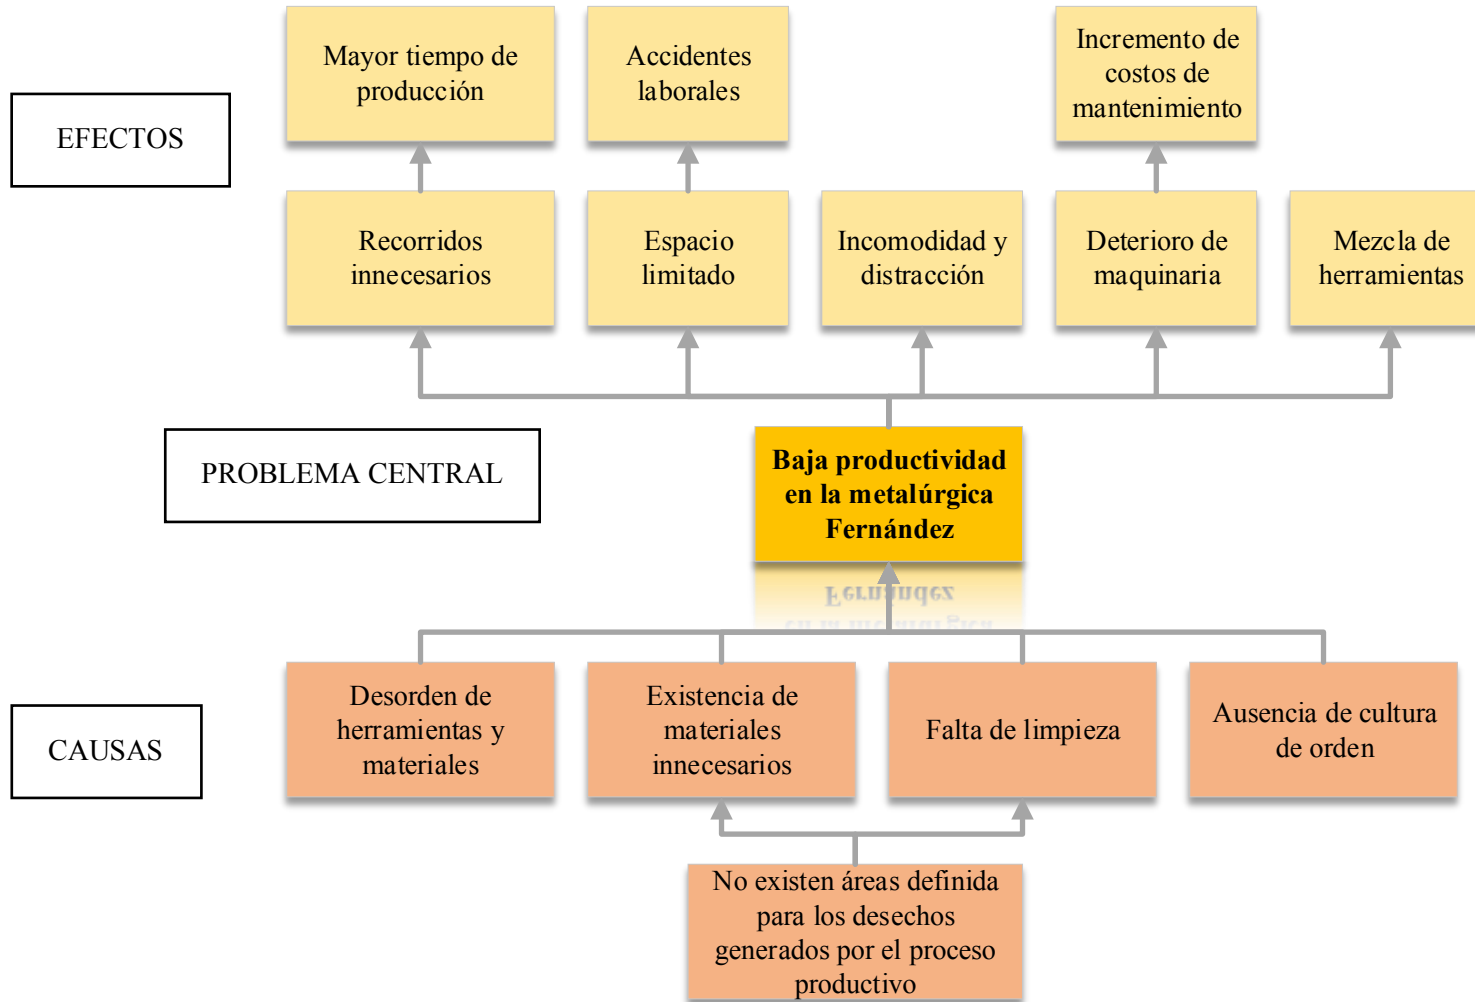 Mayor tiempo de
producción
Accidentes
laborales
Incremento de
costos de
mantenimiento
EFECTOS
Recorridos
innecesarios
Espacio
limitado
Incomodidad y
distracción
Deterioro de
maquinaria
Mezcla de
herramientas
PROBLEMA CENTRAL
Baja productividad
en la metalúrgica
Fernández
CAUSAS
Desorden de
herramientas y
materiales
Existencia de
materiales
innecesarios
Falta de limpieza
Ausencia de cultura
de orden
No existen áreas definida
para los desechos
generados por el proceso
productivo